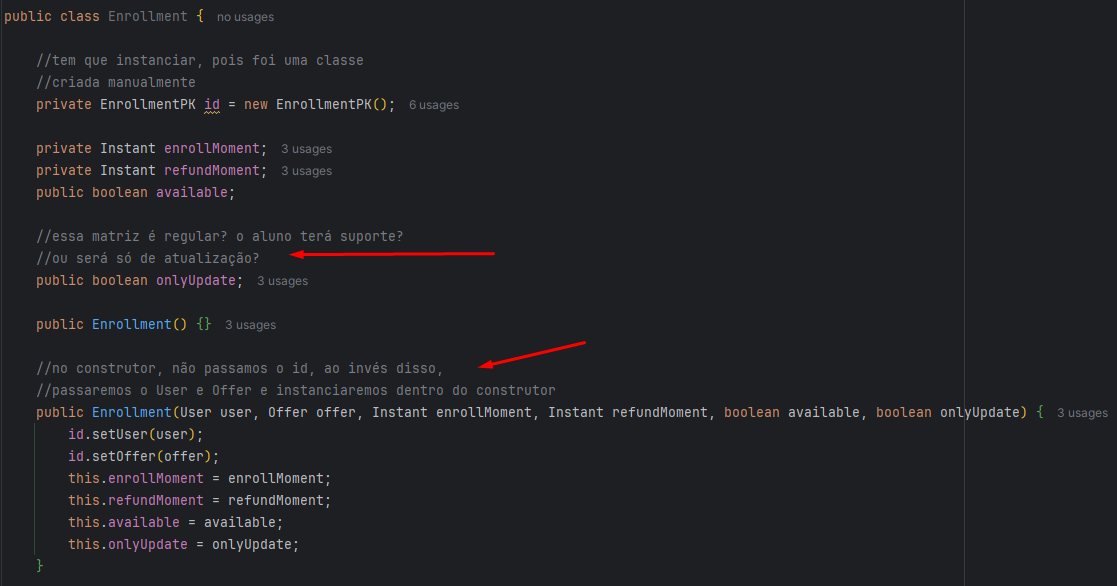 public class Enrollment { no usages
//tem que instanciar, pois foi uma classe
//criada manualmente
private EnrollmentPK id = new EnrollmentPK(); 6 usages
private Instant enrollMoment; 3 usages
private Instant refundMoment; 3 usages
public boolean available;
//essa matriz é regular? o aluno terá suporte?
//ou será só de atualização?
public boolean onlyUpdate; 3 usages
public Enrollment() {} 3 usages
//no construtor, não passamos o id, ao invés disso,
//passaremos o User e Offer e instanciaremos dentro do construtor
public Enrollment(User user, Offer offer, Instant enrollMoment, Instant refundMoment, boolean available, boolean onlyUpdate) { 3 usages
id.setUser(user);
id.setOffer(offer);
this.enrollMoment = enrollMoment;
this.refundMoment = refundMoment;
this.available = available;
this.onlyUpdate = onlyUpdate;
}